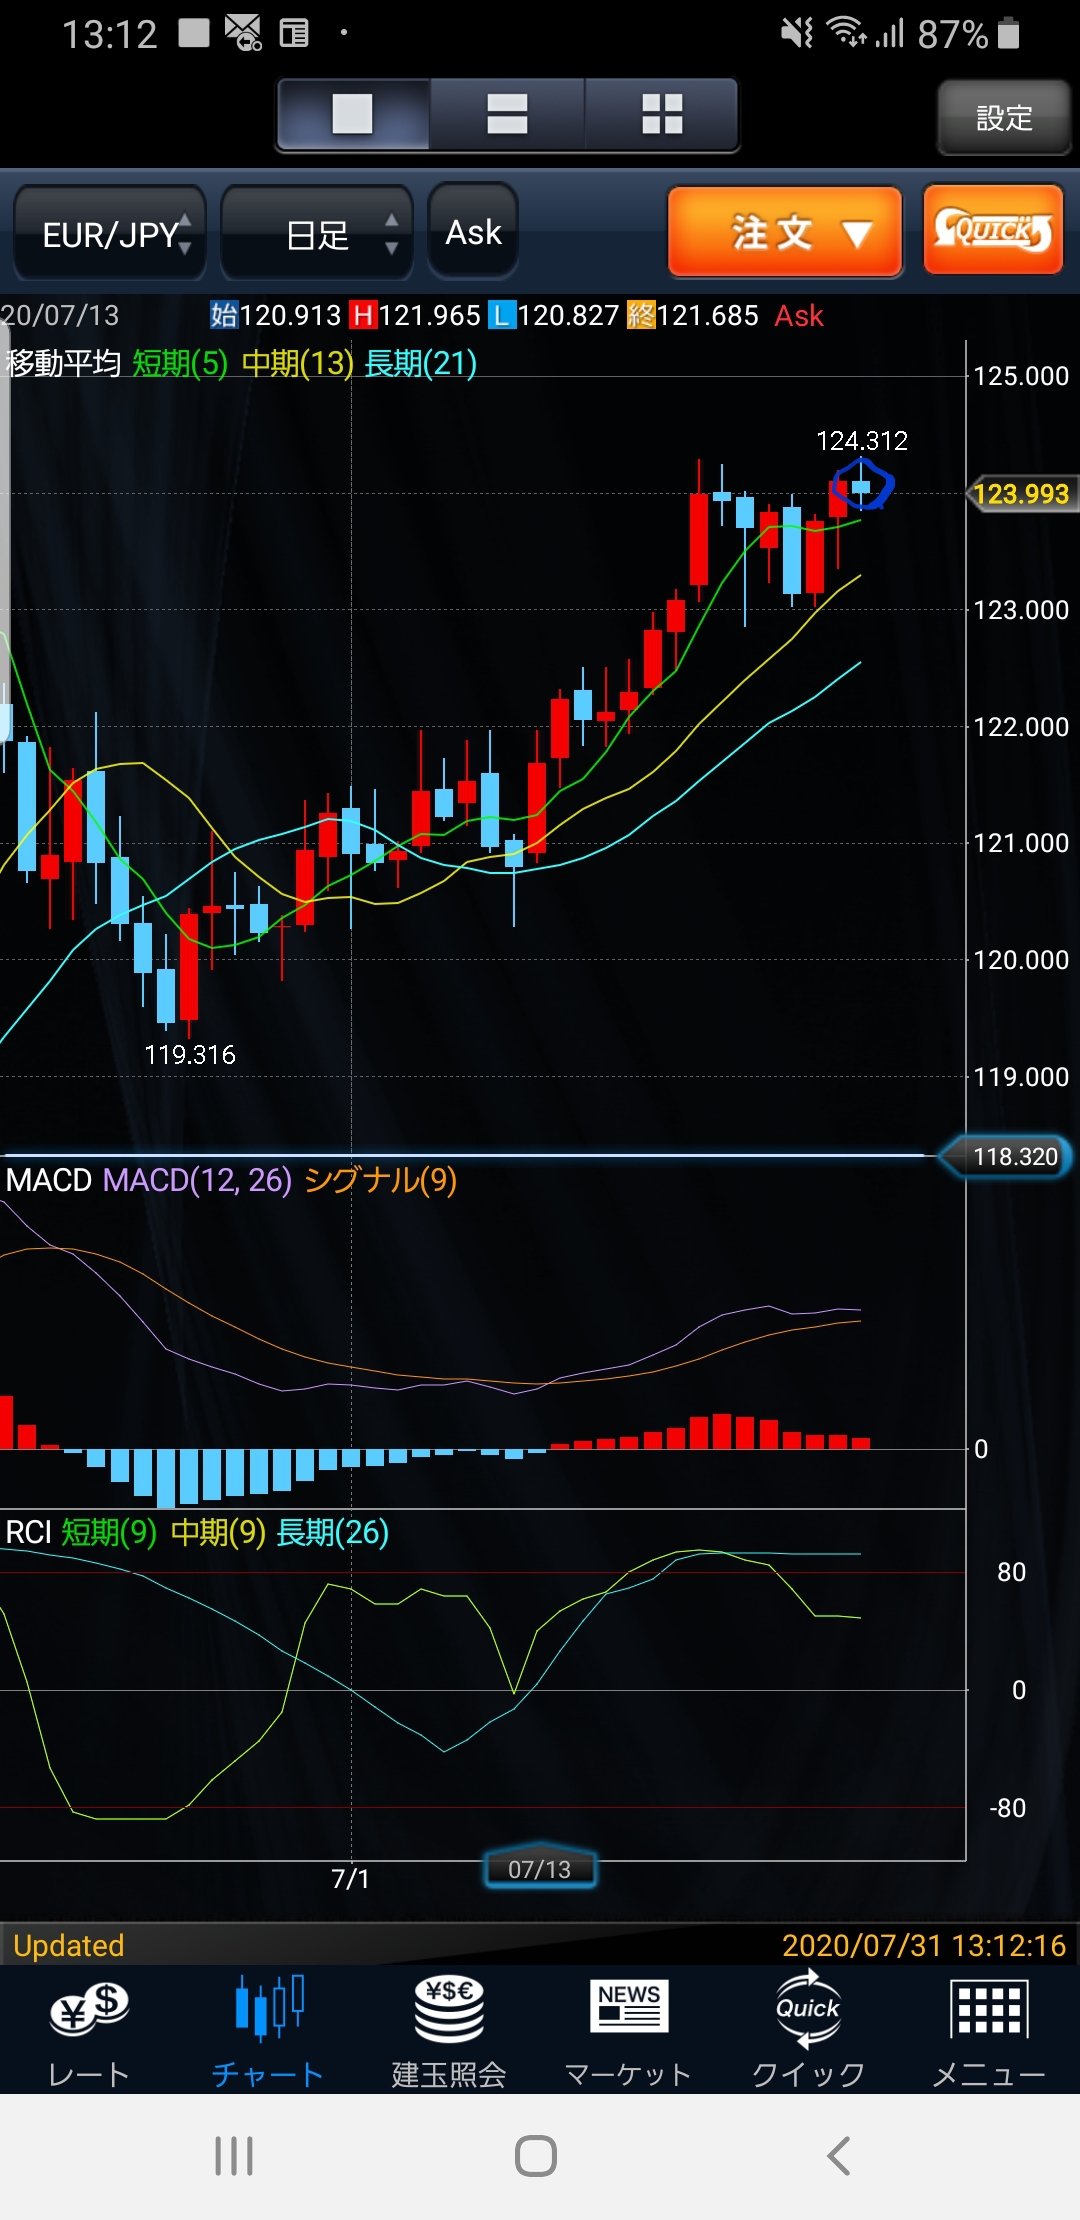 13:12 87%
設定
EUR/JPY 日足 Ask 注文 ▼ QUICK
20/07/13 始120.913 H121.965 L120.827 終121.685 Ask
移動平均 短期(5) 中期(13) 長期(21)
125.000
124.312
123.993
123.000
122.000
121.000
120.000
119.316
119.000
118.320
MACD MACD(12, 26) シグナル(9)
0
RCI 短期(9) 中期(9) 長期(26)
80
0
-80
7/1 07/13
Updated 2020/07/31 13:12:16
¥$ ¥$€ NEWS Quick
レート チャート 建玉照会 マーケット クイック メニュー